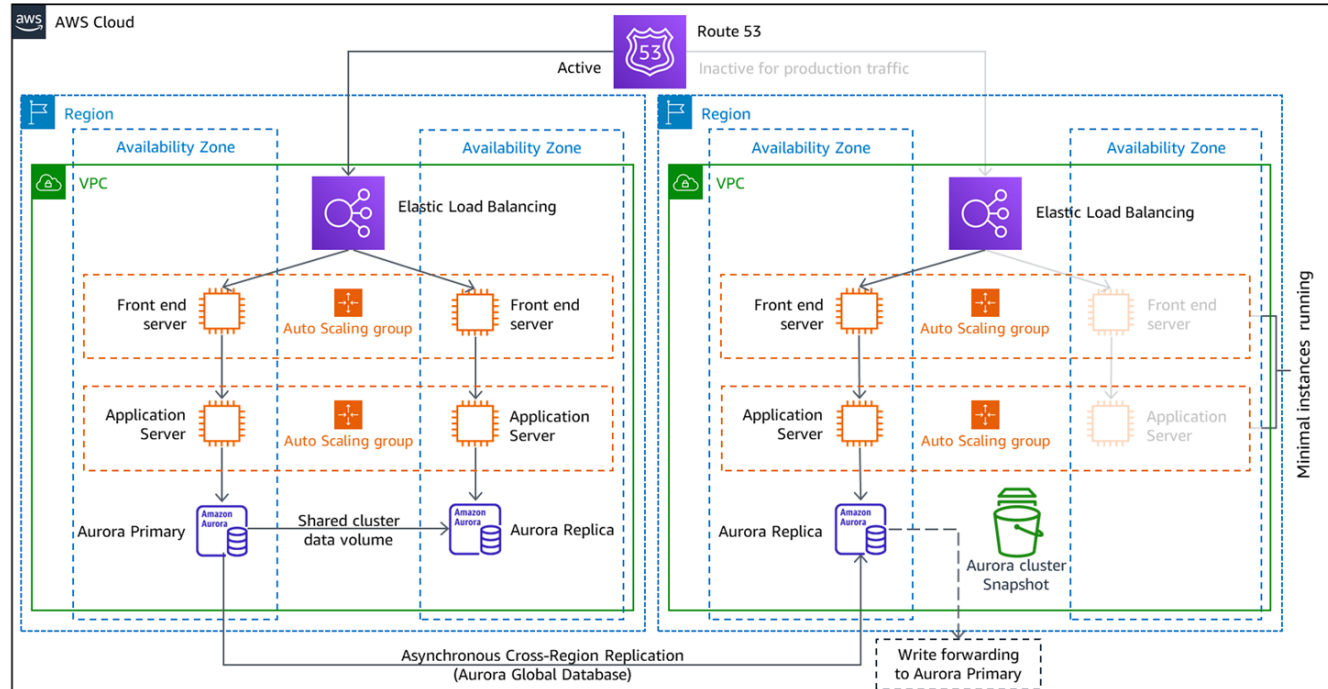 aws
AWS Cloud
53
Route 53
Active
Inactive for production traffic
Region
Availability Zone
Availability Zone
VPC
Elastic Load Balancing
Front end
server
Auto Scaling group
Front end
server
Application
Server
Auto Scaling group
Application
Server
Aurora Primary
Amazon
Aurora
Shared cluster
data volume
Amazon
Aurora
Aurora Replica
Region
Availability Zone
Availability Zone
VPC
Elastic Load Balancing
Front end
server
Auto Scaling group
Front end
server
Application
Server
Auto Scaling group
Application
Server
Aurora Replica
Amazon
Aurora
Aurora cluster
Snapshot
Minimal instances running
Asynchronous Cross-Region Replication
(Aurora Global Database)
Write forwarding
to Aurora Primary